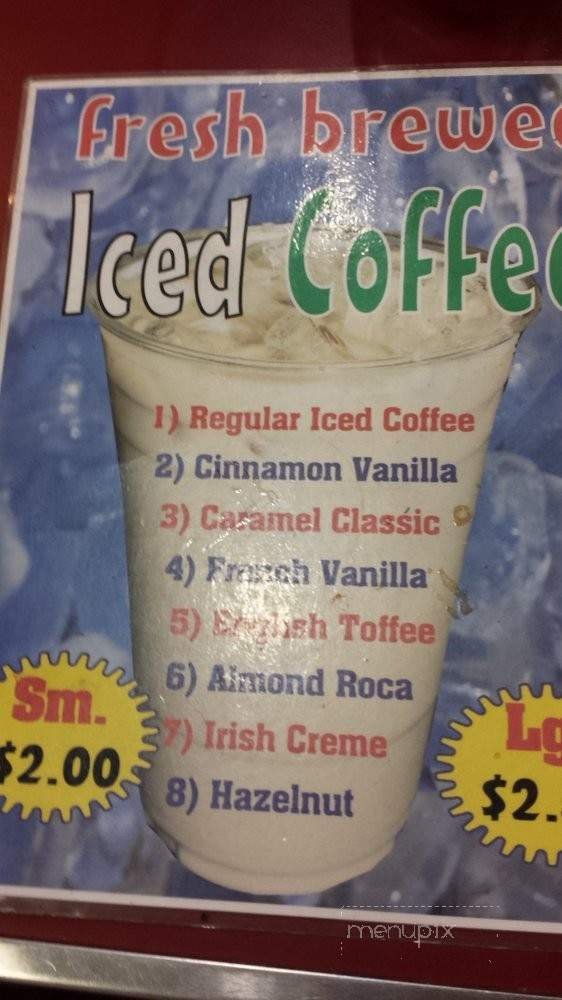 Fresh brewe
Iced Coffe
1) Regular Iced Coffee
2) Cinnamon Vanilla
3) Caramel Classic
4) French Vanilla
5) English Toffee
6) Almond Roca
7) Irish Creme
8) Hazelnut
Sm.
$2.00
Lg
$2.
menupix